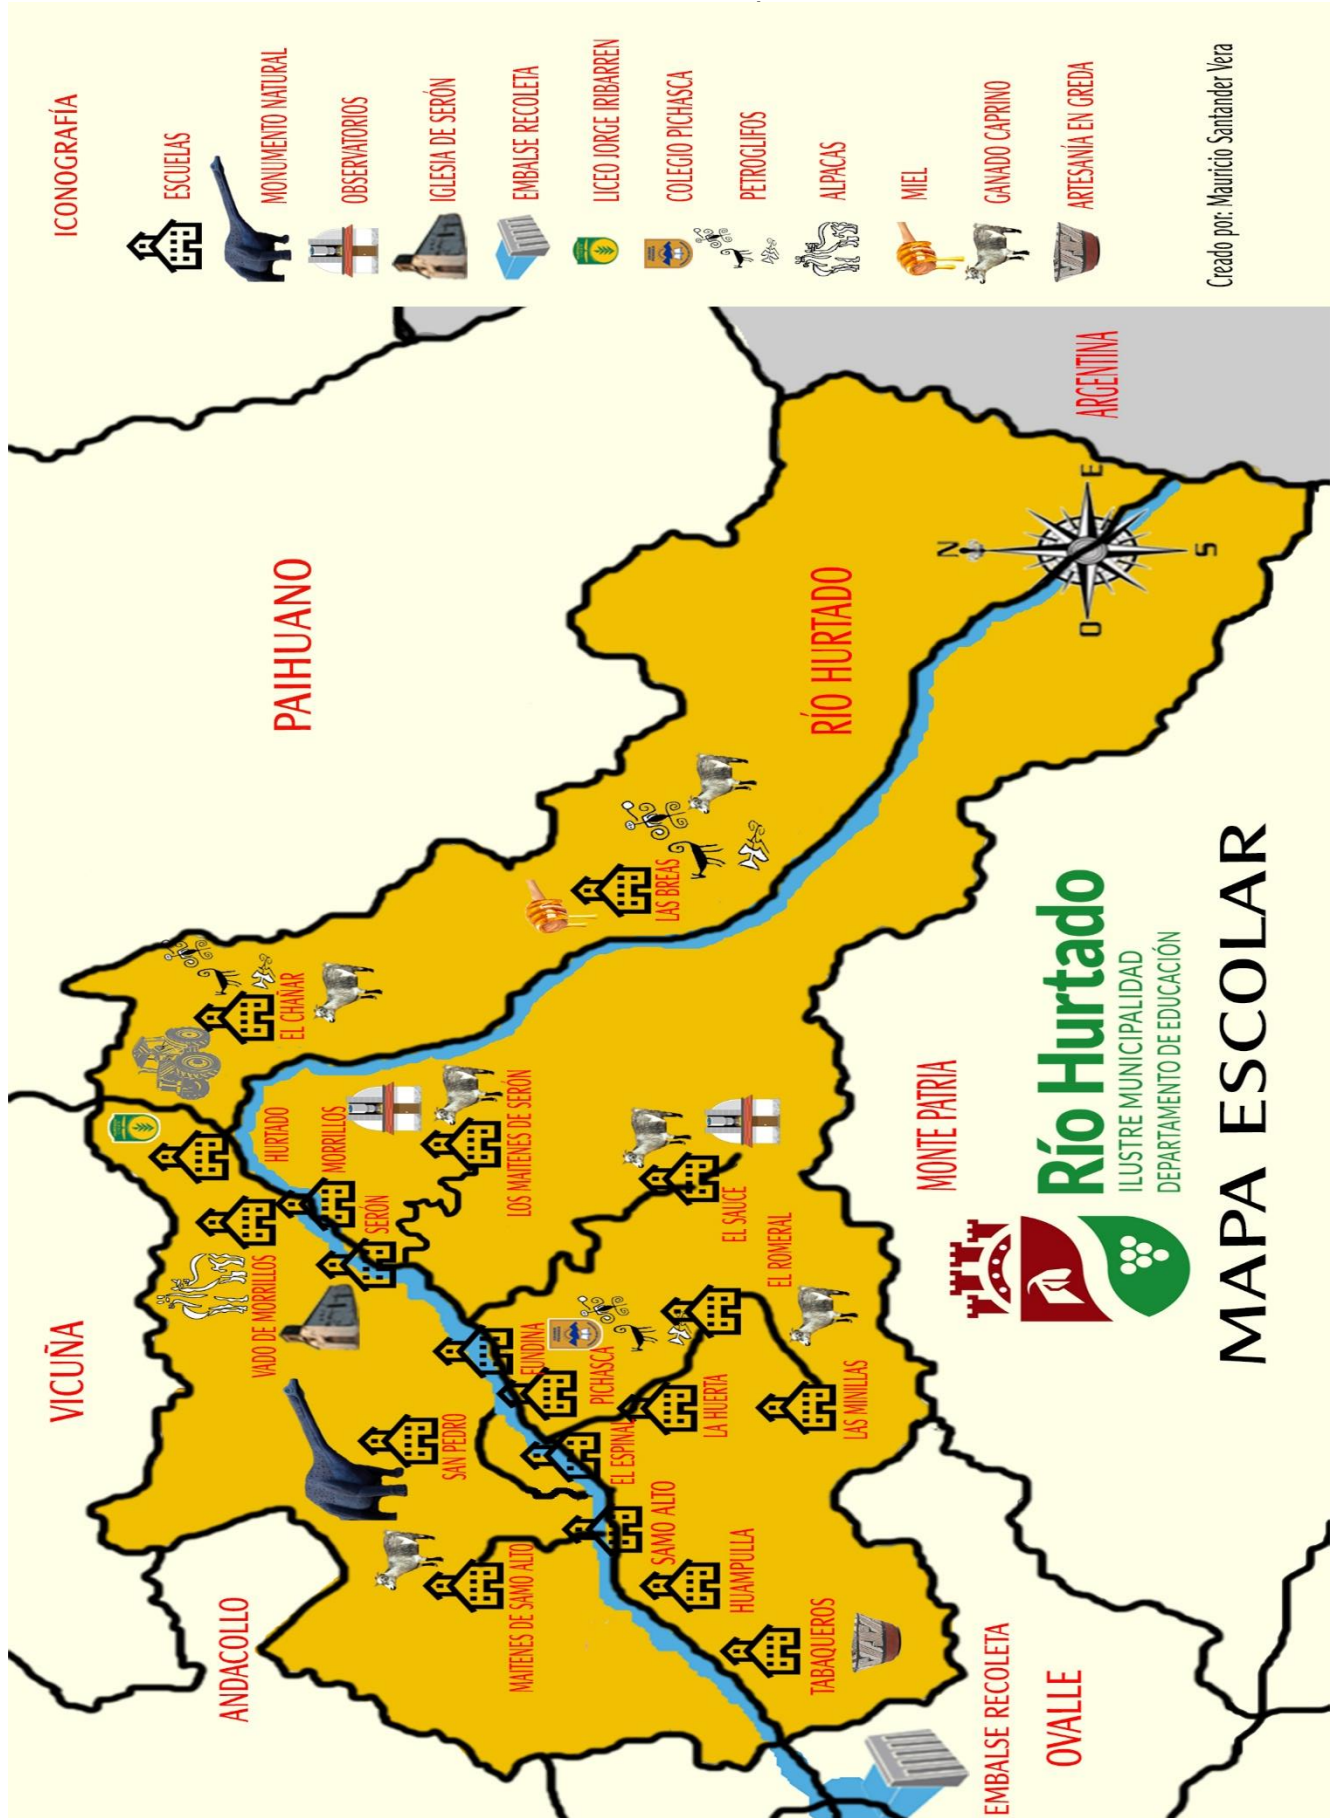 ICONOGRAFÍA
ESCUELAS
MONUMENTO NATURAL
OBSERVATORIOS
IGLESIA DE SERÓN
EMBALSE RECOLETA
LICEO JORGE IRIBARREN
COLEGIO PICHASCA
PETROGLIFOS
ALPACAS
MIEL
GANADO CAPRINO
ARTESANÍA EN GREDA
Creado por: Mauricio Santander Vera
VICUÑA
PAIHUANO
ANDACOLLO
ARGENTINA
RÍO HURTADO
MONTE PATRIA
OVALLE
EMBALSE RECOLETA
EL CHAÑAR
LAS BREAS
HURTADO
MORRILLOS
VADO DE MORRILLOS
SERÓN
LOS MAITENES DE SERÓN
EL SAUCE
EL ROMERAL
FUNDINA
PICHASCA
SAN PEDRO
LA HUERTA
LAS MINILLAS
EL ESPINAL
SAMO ALTO
MAITENES DE SAMO ALTO
HUAMPULLA
TABAQUEROS
N
E
S
O
Río Hurtado
ILUSTRE MUNICIPALIDAD
DEPARTAMENTO DE EDUCACIÓN
MAPA ESCOLAR